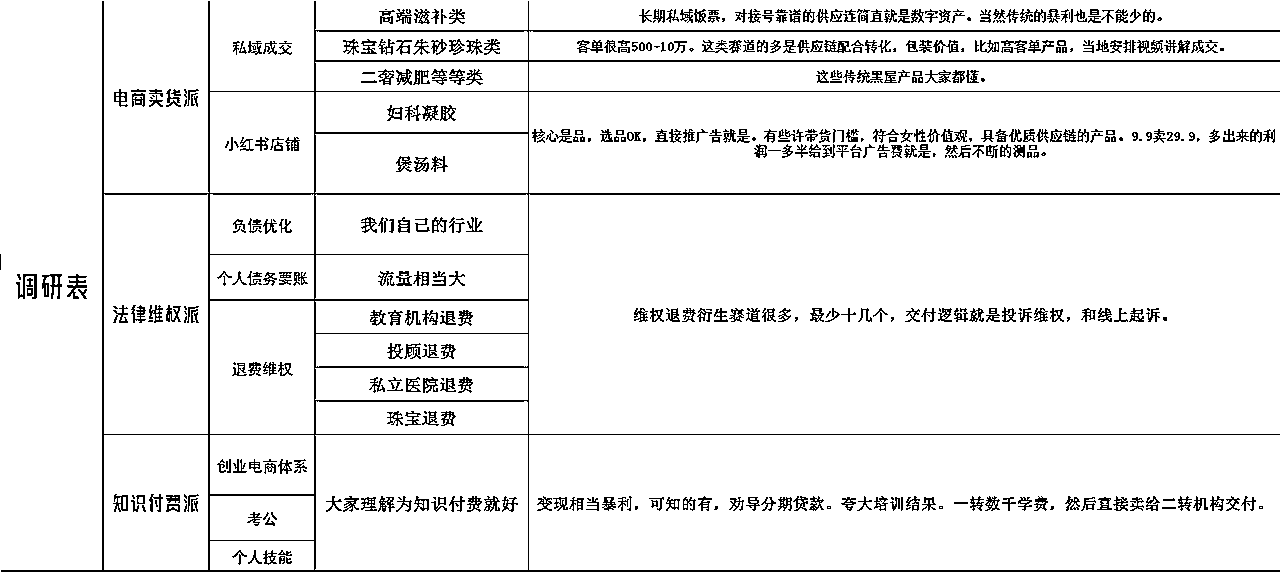 调研表
电商卖货派
私域成交
高端滋补类
长期私域饭票，对接号靠谱的供应连简直就是数字资产。当然传统的暴利也是不能少的。
珠宝钻石朱砂珍珠类
客单很高500-10万。这类赛道的多是供应链配合转化，包装价值，比如高客单产品，当地安排视频讲解成交。
二奢减肥等等类
这些传统黑屋产品大家都懂。
小红书店铺
妇科凝胶
煲汤料
核心是品，选品OK，直接推广告就是。有些许带货门槛，符合女性价值观，具备优质供应链的产品。9.9卖29.9，多出来的利
润一多半给到平台广告费就是，然后不断的测品。
法律维权派
负债优化
我们自己的行业
个人债务要账
流量相当大
退费维权
教育机构退费
投顾退费
私立医院退费
珠宝退费
维权退费衍生赛道很多，最少十几个，交付逻辑就是投诉维权，和线上起诉。
知识付费派
创业电商体系
考公
个人技能
大家理解为知识付费就好
变现相当暴利，可知的有，劝导分期贷款。夸大培训结果。一转数千学费，然后直接卖给二转机构交付。